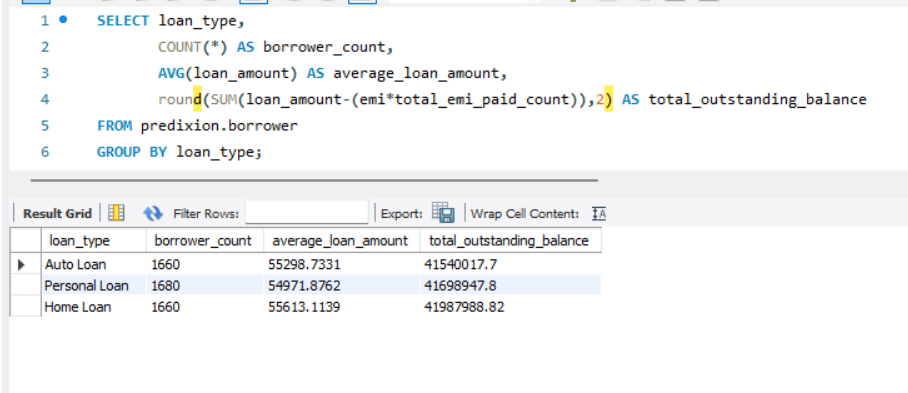 1 SELECT loan_type,
2 COUNT(*) AS borrower_count,
3 AVG(loan_amount) AS average_loan_amount,
4 round(SUM(loan_amount-(emi*total_emi_paid_count)),2) AS total_outstanding_balance
5 FROM predixion.borrower
6 GROUP BY loan_type;
Result Grid Filter Rows: Export: Wrap Cell Content: IA
loan_type borrower_count average_loan_amount total_outstanding_balance
Auto Loan 1660 55298.7331 41540017.7
Personal Loan 1680 54971.8762 41698947.8
Home Loan 1660 55613.1139 41987988.82